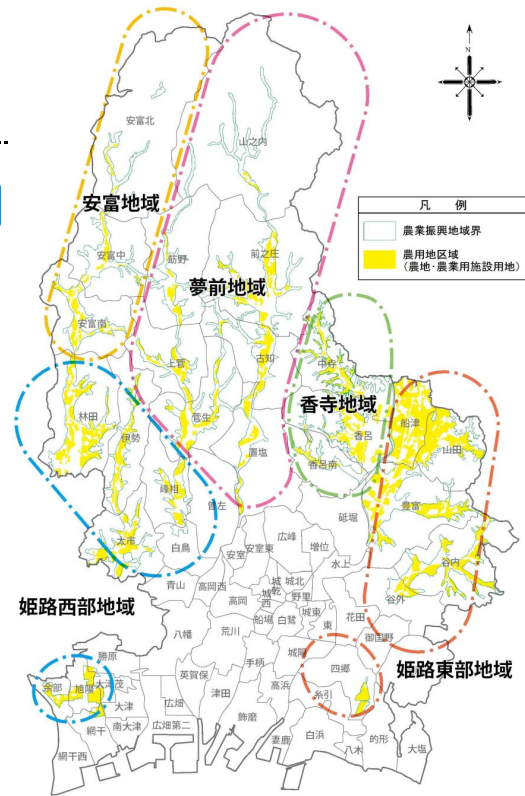 N
安富北
山之内
安富地域
凡 例
農業振興地域界
農用地区域
(農地・農業用施設用地)
安富中
莇野
前之庄
夢前地域
安富南
上菅
古知
中寺
香寺地域
林田
伊勢
菅生
香呂
船津
山田
置塩
香呂南
峰相
曽左
豊富
砥堀
太市
白鳥
広峰
増位
安室
安室東
水上
谷内
青山
高岡西
高岡
城乾
城北
城西
野里
谷外
姫路西部地域
船場
白鷺
城東
東
花田
八幡
荒川
御国野
勝原
手柄
城陽
姫路東部地域
英賀保
四郷
余部
旭陽
大津茂
津田
高浜
糸引
大津
広畑
飾磨
網干
南大津
広畑第二
妻鹿
白浜
八木
的形
大塩
網干西